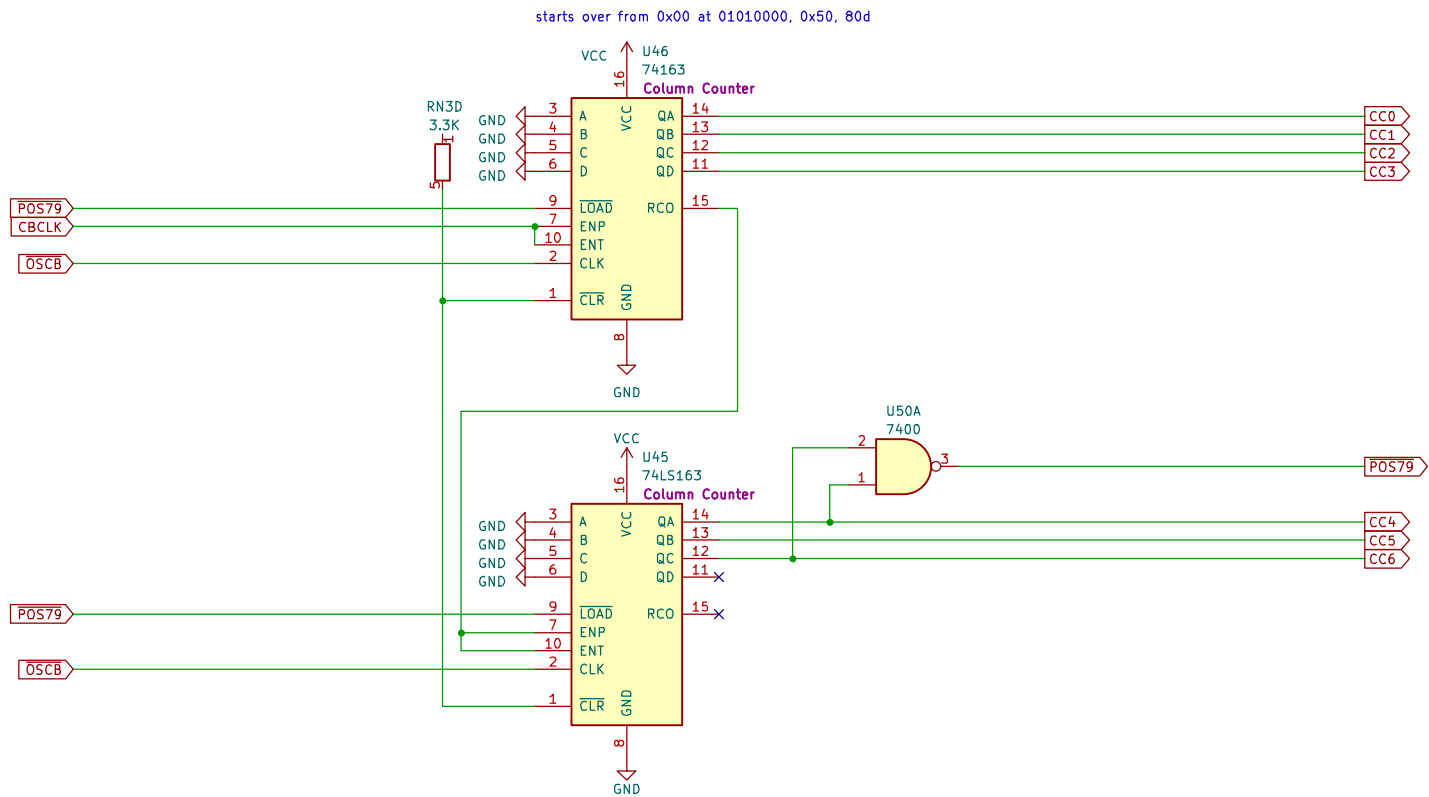 starts over from 0x00 at 01010000, 0x50, 80d
VCC
U46
74163
Column Counter
16
VCC
RN3D
3.3K
1
5
GND 3 A
GND 4 B
GND 5 C
GND 6 D
QA 14 CC0
QB 13 CC1
QC 12 CC2
QD 11 CC3
POS79 9 LOAD
RCO 15
CBCLK 7 ENP
10 ENT
OSCB 2 CLK
1 CLR
GND
8
GND
U50A
7400
2
1
3
POS79
VCC
U45
74LS163
Column Counter
16
VCC
GND 3 A
GND 4 B
GND 5 C
GND 6 D
QA 14 CC4
QB 13 CC5
QC 12 CC6
QD 11
POS79 9 LOAD
RCO 15
7 ENP
10 ENT
OSCB 2 CLK
1 CLR
GND
8
GND